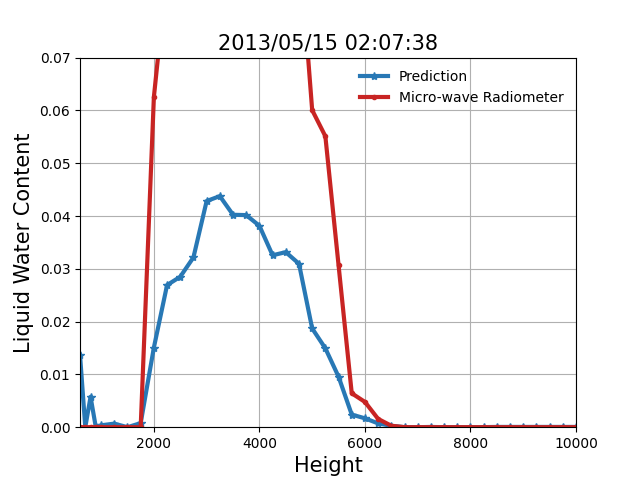 2013/05/15 02:07:38
0.07
0.06
0.05
0.04
0.03
0.02
0.01
0.00
Liquid Water Content
Prediction
Micro-wave Radiometer
2000 4000 6000 8000 10000
Height